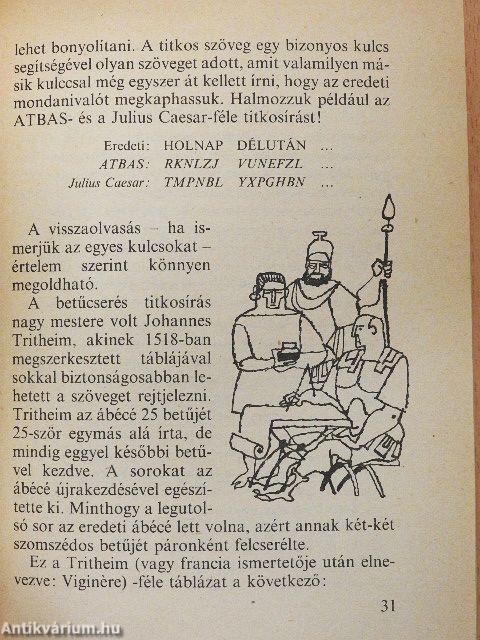 lehet bonyolítani. A titkos szöveg egy bizonyos kulcs
segítségével olyan szöveget adott, amit valamilyen má-
sik kulccsal még egyszer át kellett írni, hogy az eredeti
mondanivalót megkaphassuk. Halmozzuk például az
ATBAS- és a Julius Caesar-féle titkosírást!
Eredeti: HOLNAP DÉLUTÁN ...
ATBAS: RKNLZJ VUNEFZL ...
Julius Caesar: TMPNBL YXPGHBN ...
A visszaolvasás – ha is-
merjük az egyes kulcsokat –
értelem szerint könnyen
megoldható.
A betűcserés titkosírás
nagy mestere volt Johannes
Tritheim, akinek 1518-ban
megszerkesztett táblájával
sokkal biztonságosabban le-
hetett a szöveget rejtjelezni.
Tritheim az ábécé 25 betűjét
25-ször egymás alá írta, de
mindig eggyel későbbi betű-
vel kezdve. A sorokat az
ábécé újrakezdésével egészí-
tette ki. Minthogy a legutol-
só sor az eredeti ábécé lett volna, azért annak két-két
szomszédos betűjét páronként felcserélte.
Ez a Tritheim (vagy francia ismertetője után elne-
vezve: Viginère) -féle táblázat a következő:
31
Antikvárium.hu